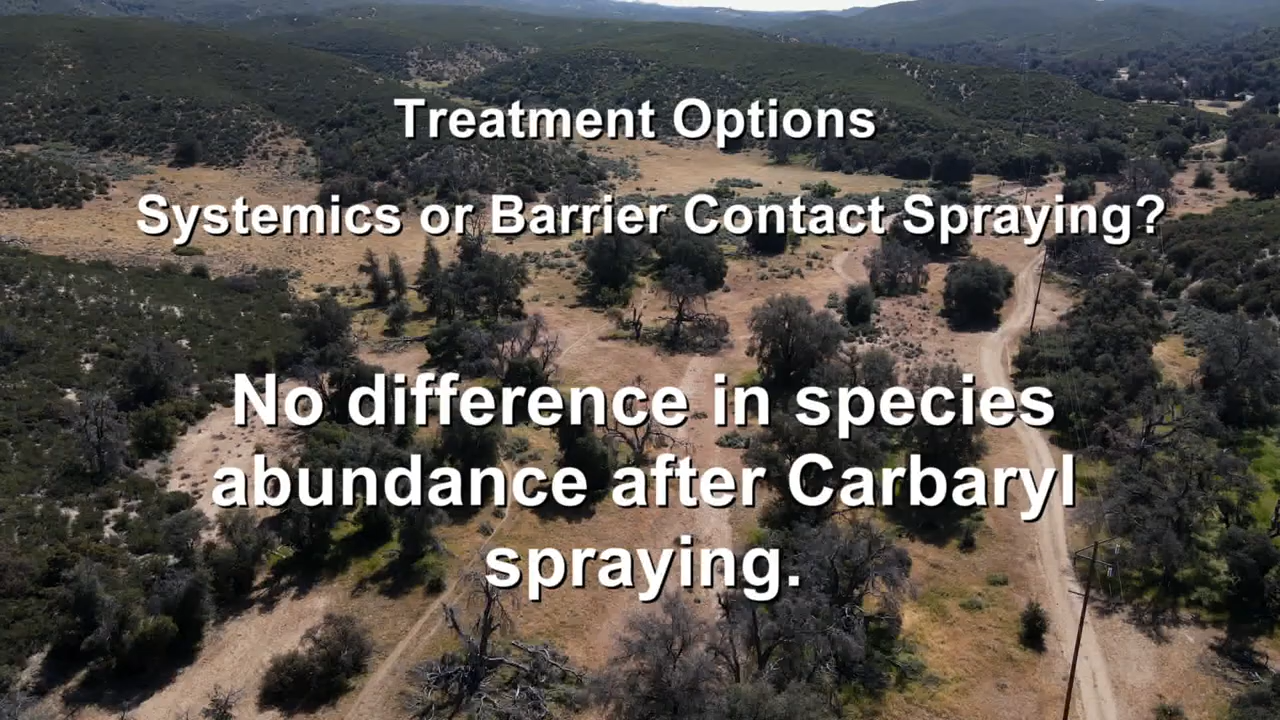 Treatment Options
Systemics or Barrier Contact Spraying?
No difference in species
abundance after Carbaryl
spraying.